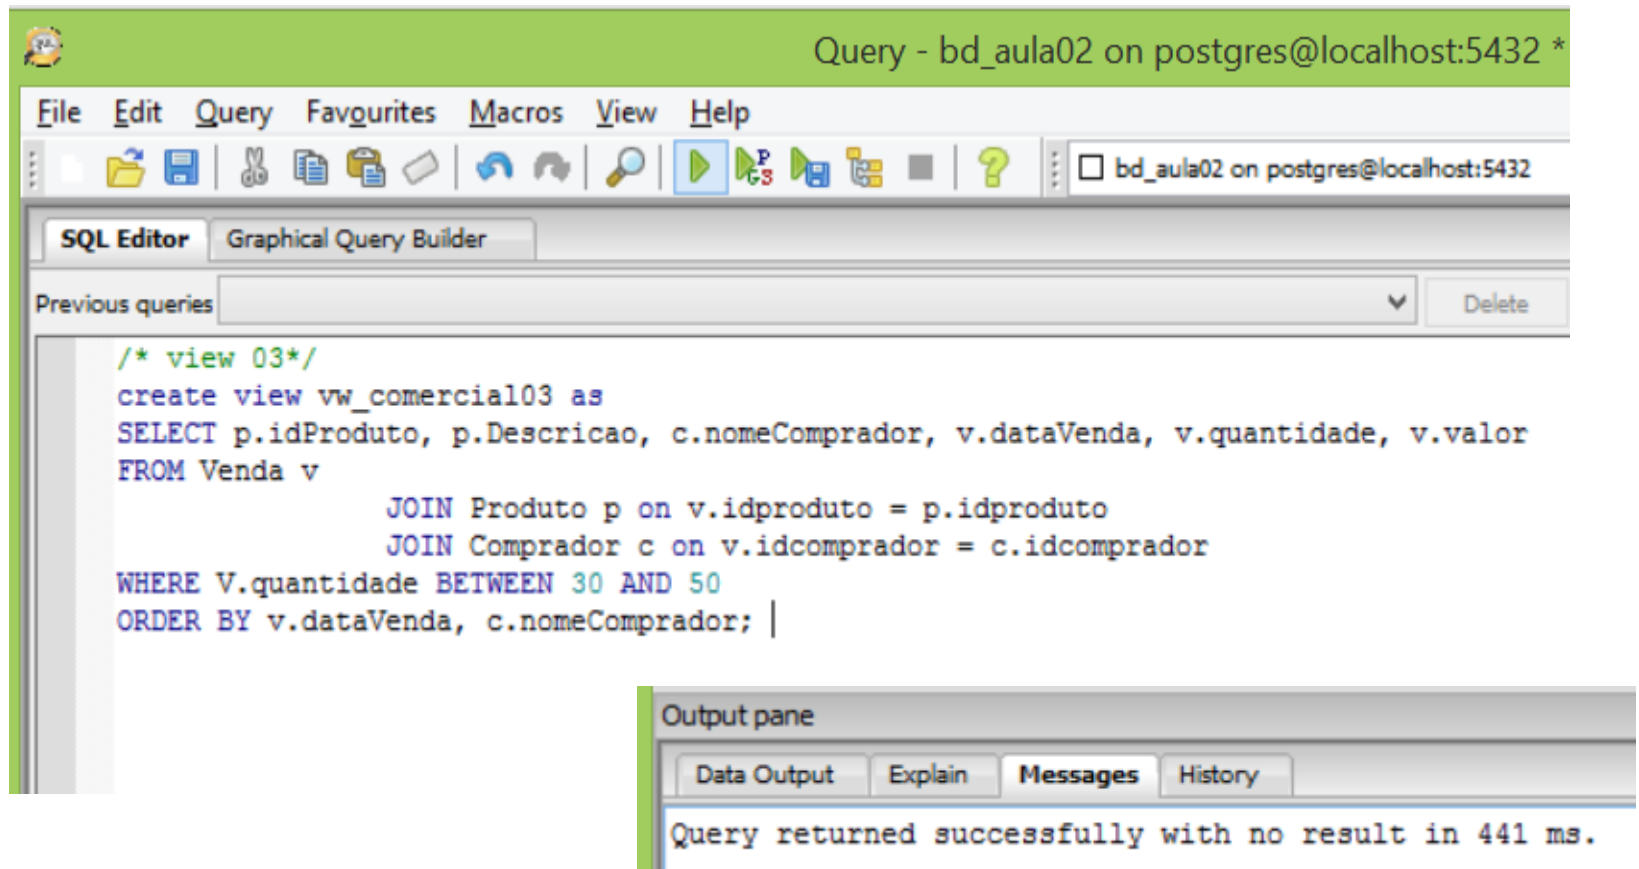 Query - bd_aula02 on postgres@localhost:5432 *
File Edit Query Favourites Macros View Help
bd_aula02 on postgres@localhost:5432
SQL Editor Graphical Query Builder
Previous queries Delete
/* view 03*/
create view vw_comercial03 as
SELECT p.idProduto, p.Descricao, c.nomeComprador, v.dataVenda, v.quantidade, v.valor
FROM Venda v
JOIN Produto p on v.idproduto = p.idproduto
JOIN Comprador c on v.idcomprador = c.idcomprador
WHERE V.quantidade BETWEEN 30 AND 50
ORDER BY v.dataVenda, c.nomeComprador;
Output pane
Data Output Explain Messages History
Query returned successfully with no result in 441 ms.